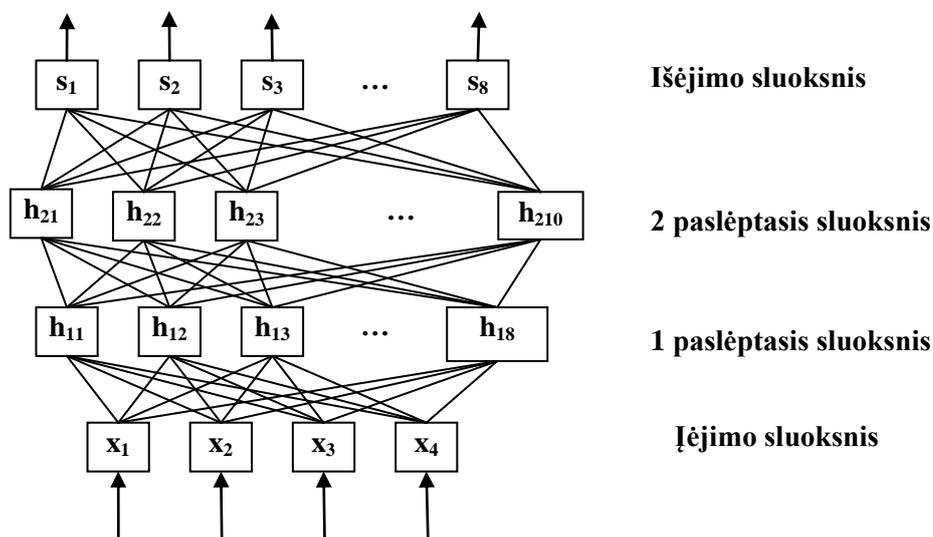 s₁ s₂ s₃ ... s₈ Išėjimo sluoksnis
h₂₁ h₂₂ h₂₃ ... h₂₁₀ 2 paslėptasis sluoksnis
h₁₁ h₁₂ h₁₃ ... h₁₈ 1 paslėptasis sluoksnis
x₁ x₂ x₃ x₄ Įėjimo sluoksnis